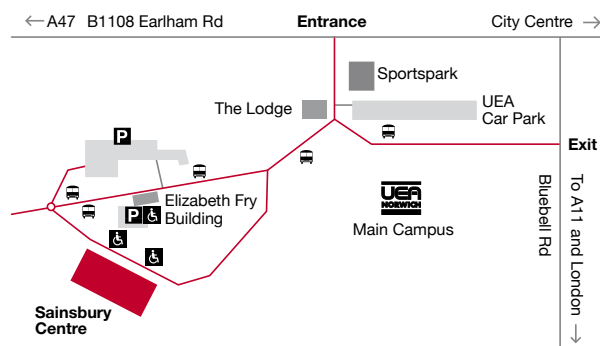 ← A47 B1108 Earlham Rd
Entrance
City Centre →
Sportspark
The Lodge
UEA
Car Park
Exit
P
Elizabeth Fry
Building
P
UEA
NORWICH
Main Campus
Bluebell Rd
To A11 and London →
Sainsbury
Centre